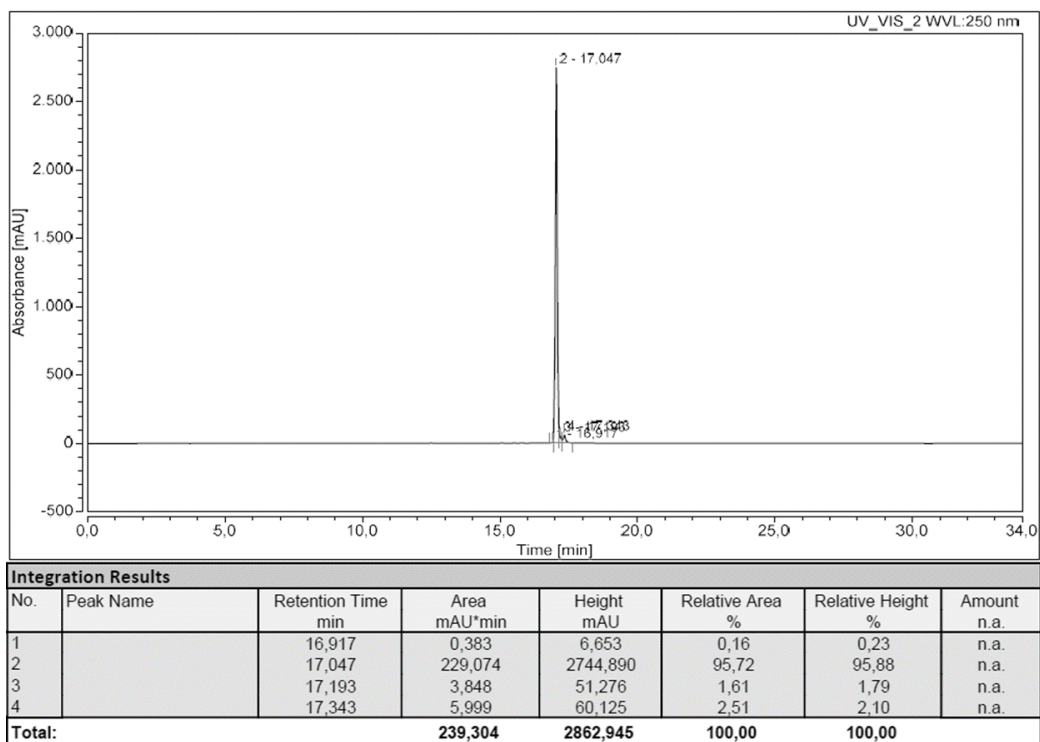 UV_VIS_2 WVL:250 nm
3.000
2 - 17,047
2.500
2.000
1.500
1.000
500
0
-500
Absorbance [mAU]
16,917
0,0
5,0
10,0
15,0
20,0
25,0
30,0
34,0
Time [min]
Integration Results
No. Peak Name Retention Time Area Height Relative Area Relative Height Amount
min mAU*min mAU % % n.a.
1 16,917 0,383 6,653 0,16 0,23 n.a.
2 17,047 229,074 2744,890 95,72 95,88 n.a.
3 17,193 3,848 51,276 1,61 1,79 n.a.
4 17,343 5,999 60,125 2,51 2,10 n.a.
Total: 239,304 2862,945 100,00 100,00